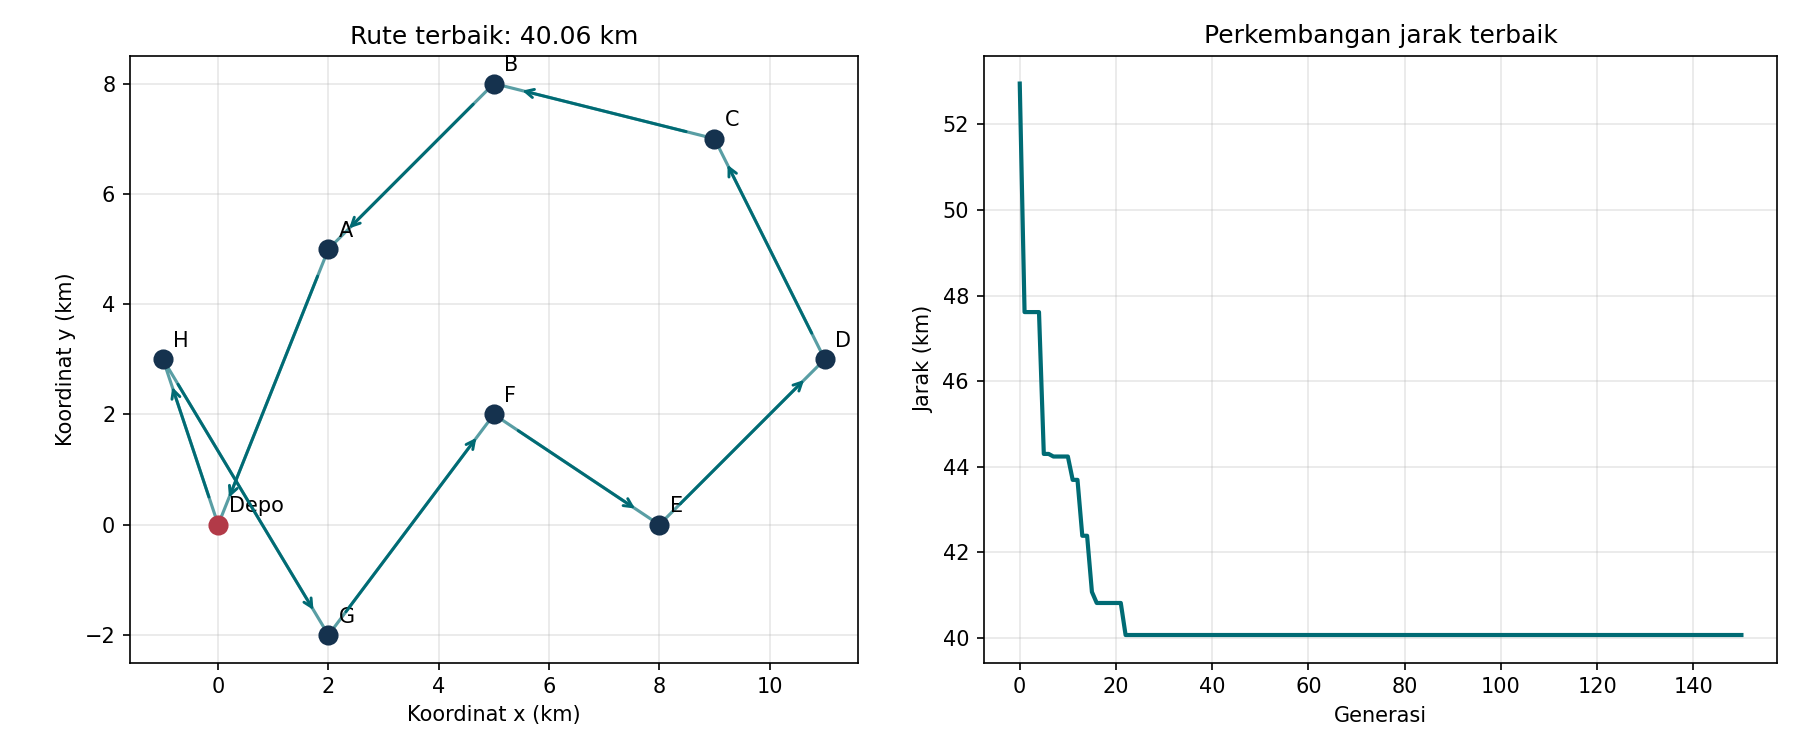 Rute terbaik: 40.06 km
8
6
4
2
0
−2
Koordinat y (km)
B
C
A
H
D
F
Depo
E
G
0 2 4 6 8 10
Koordinat x (km)
Perkembangan jarak terbaik
52
50
48
46
44
42
40
Jarak (km)
0 20 40 60 80 100 120 140
Generasi